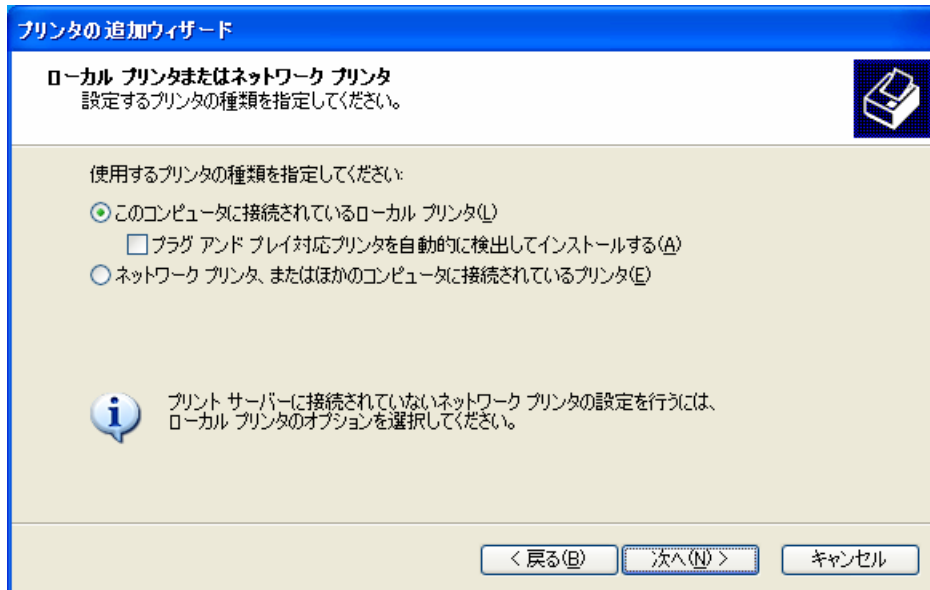 プリンタの追加ウィザード
ローカル プリンタまたはネットワーク プリンタ
設定するプリンタの種類を指定してください。
使用するプリンタの種類を指定してください:
このコンピュータに接続されているローカル プリンタ(L)
プラグ アンド プレイ対応プリンタを自動的に検出してインストールする(A)
ネットワーク プリンタ、またはほかのコンピュータに接続されているプリンタ(E)
プリント サーバーに接続されていないネットワーク プリンタの設定を行うには、
ローカル プリンタのオプションを選択してください。
< 戻る(B) 次へ(N) > キャンセル